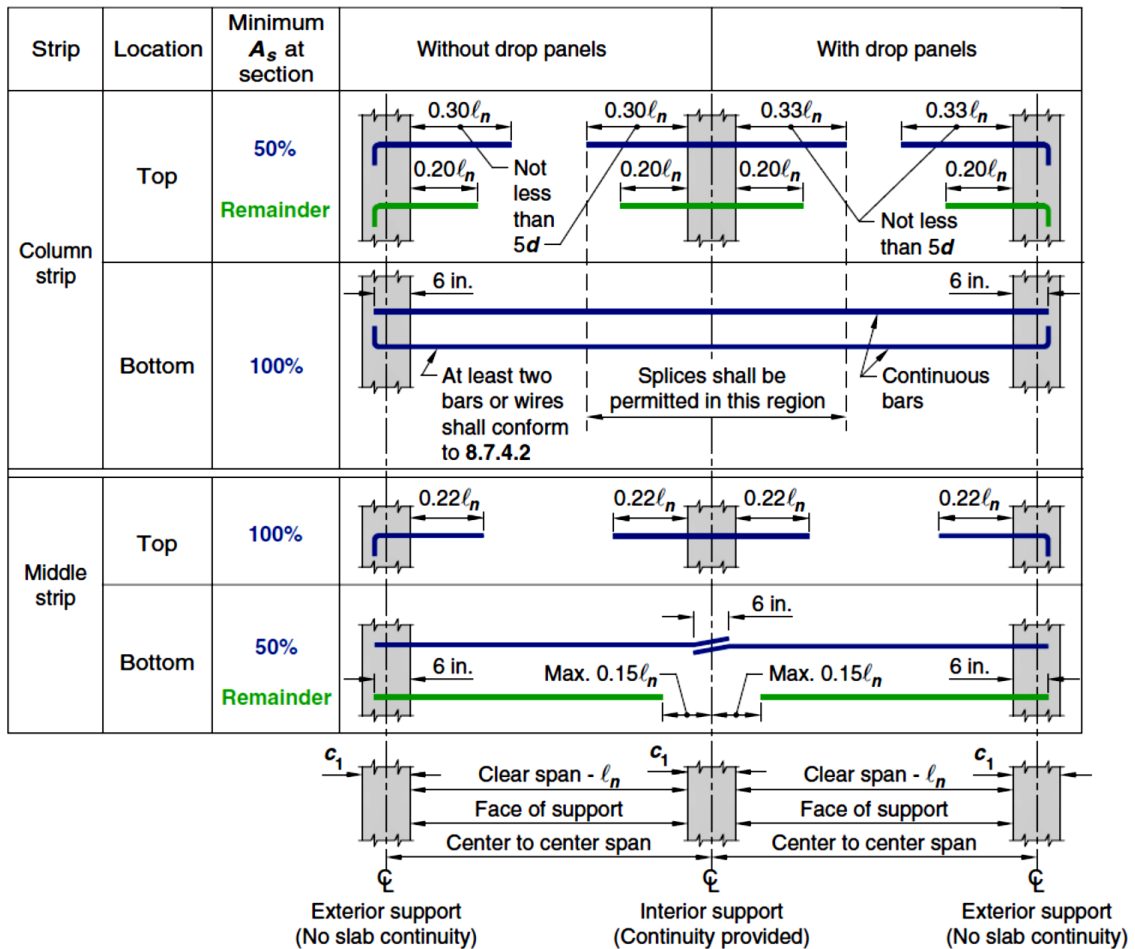 Strip
Location
Minimum
A_s at
section
Without drop panels
With drop panels
Column
strip
Top
50%
Remainder
0.30ℓn
0.30ℓn
0.33ℓn
0.33ℓn
0.20ℓn
0.20ℓn
0.20ℓn
0.20ℓn
Not
less
than
5d
Not less
than 5d
Bottom
100%
6 in.
6 in.
At least two
bars or wires
shall conform
to 8.7.4.2
Splices shall be
permitted in this region
Continuous
bars
Middle
strip
Top
100%
0.22ℓn
0.22ℓn
0.22ℓn
0.22ℓn
Bottom
50%
Remainder
6 in.
6 in.
Max. 0.15ℓn
Max. 0.15ℓn
6 in.
c1
Clear span - ℓn
c1
Clear span - ℓn
c1
Face of support
Face of support
Center to center span
Center to center span
℄
℄
℄
Exterior support
(No slab continuity)
Interior support
(Continuity provided)
Exterior support
(No slab continuity)